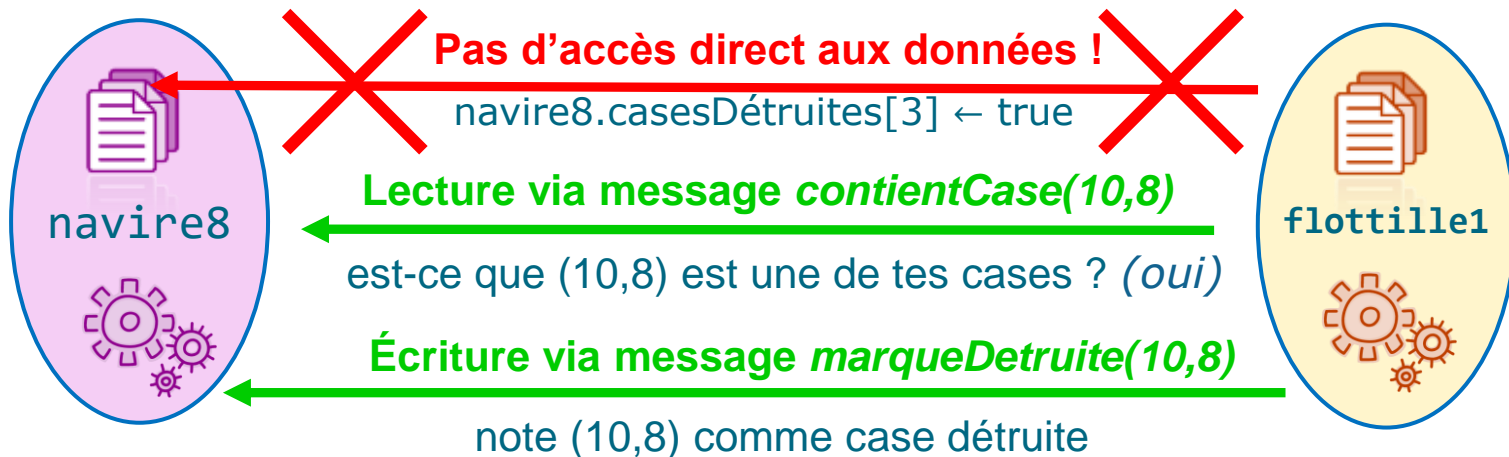 Pas d’accès direct aux données !
navire8.casesDétruites[3] ← true
Lecture via message contientCase(10,8)
navire8
flottille1
est-ce que (10,8) est une de tes cases ? (oui)
Écriture via message marqueDetruite(10,8)
note (10,8) comme case détruite